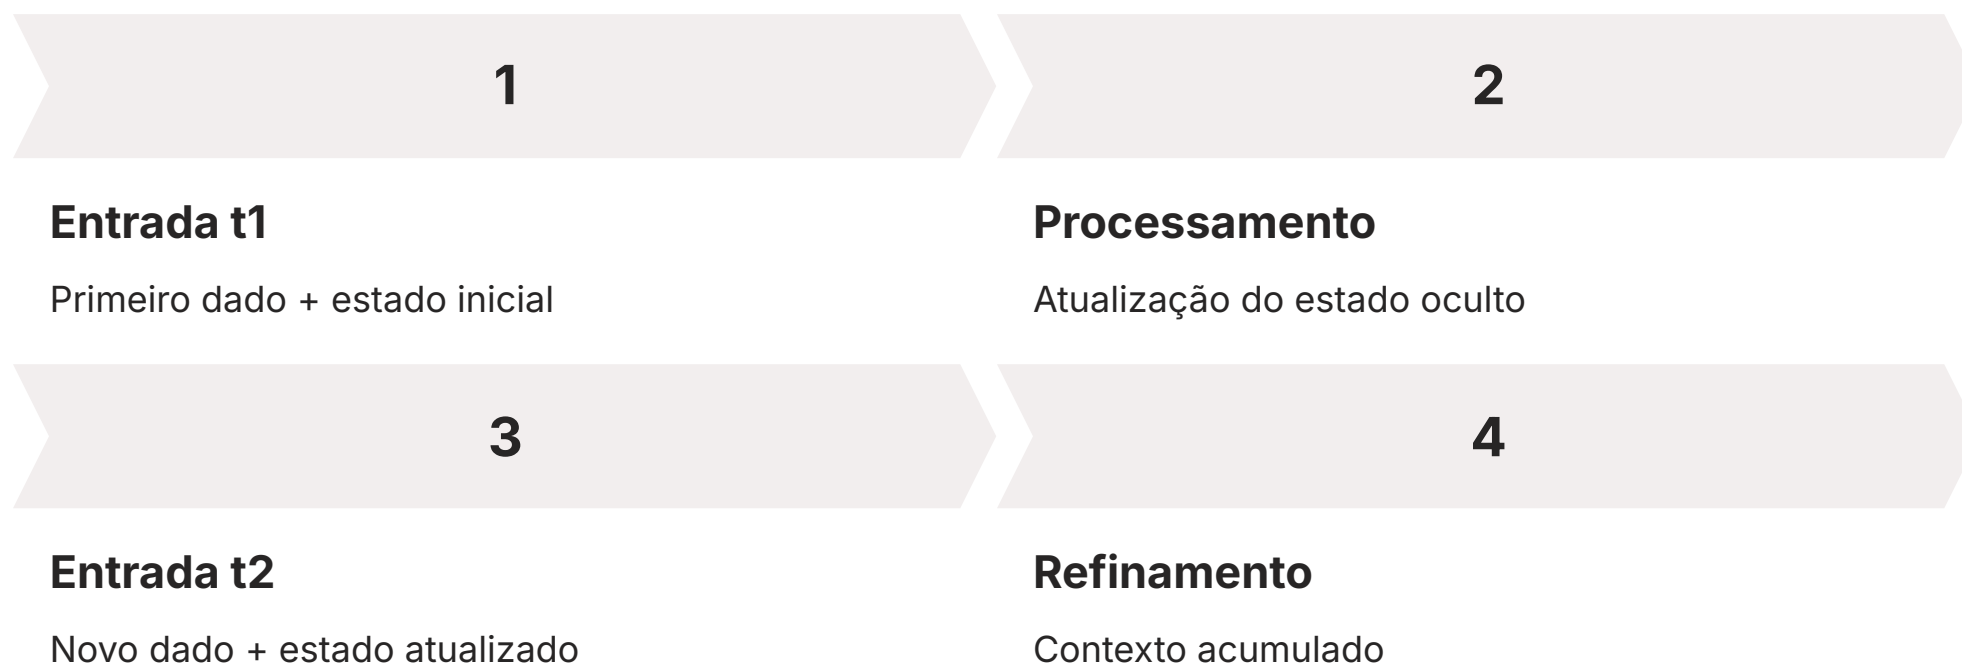 1
2
Entrada t1
Primeiro dado + estado inicial
Processamento
Atualização do estado oculto
3
4
Entrada t2
Novo dado + estado atualizado
Refinamento
Contexto acumulado